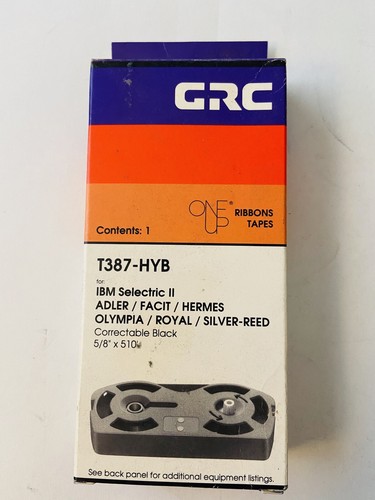 GRC
ONE UP® RIBBONS TAPES
Contents: 1
T387-HYB
for:
IBM Selectric II
ADLER / FACIT / HERMES
OLYMPIA / ROYAL / SILVER-REED
Correctable Black
5/8" x 510"
See back panel for additional equipment listings.